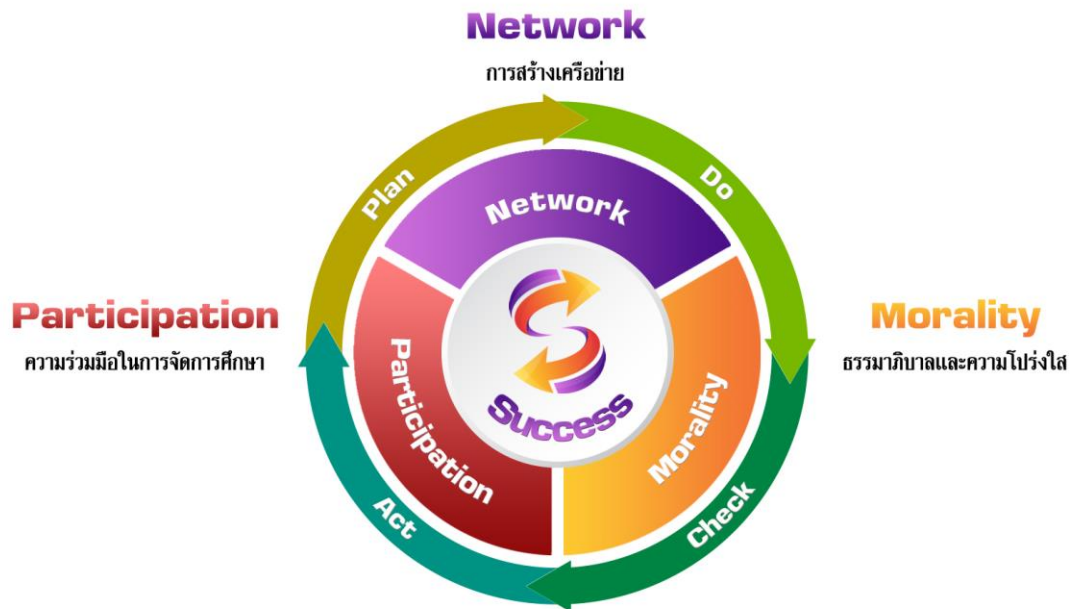 Network
การสร้างเครือข่าย
Plan
Do
Network
Participation
ความร่วมมือในการจัดการศึกษา
Morality
ธรรมาภิบาลและความโปร่งใส
Participation
Success
Morality
Act
Check